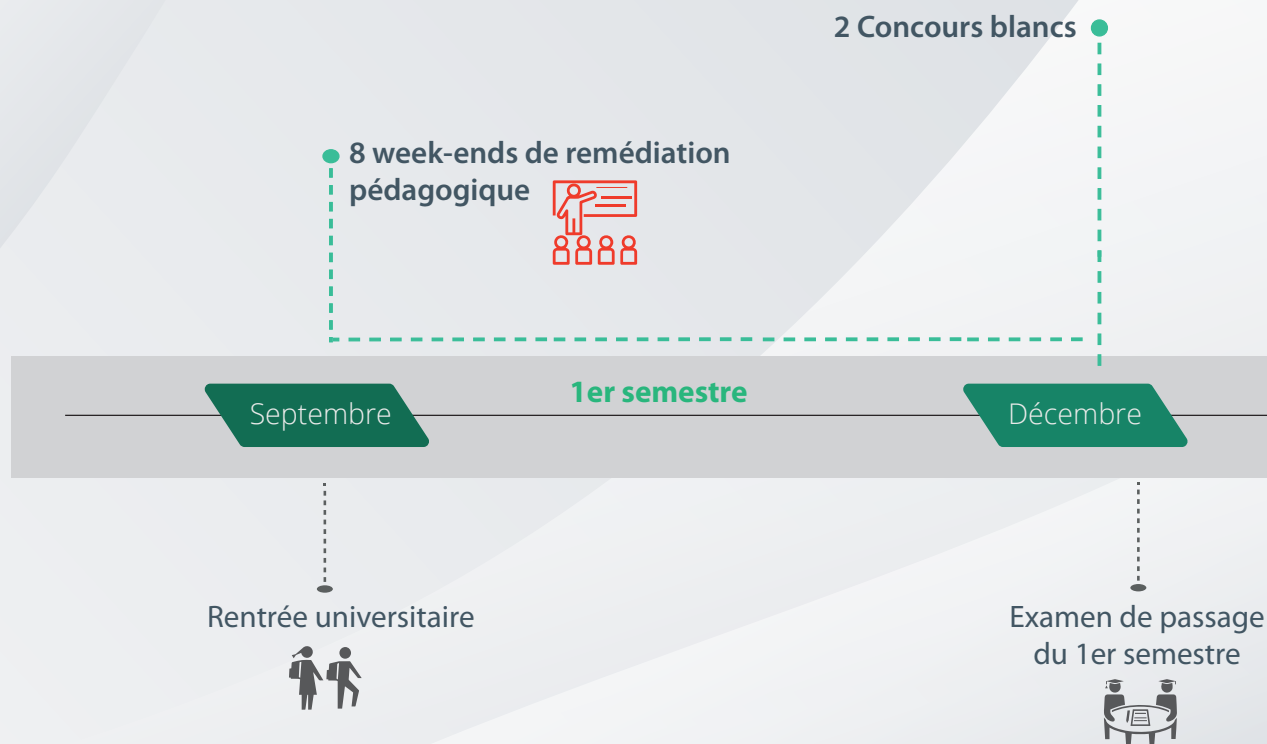 2 Concours blancs
8 week-ends de remédiation
pédagogique
1er semestre
Septembre
Décembre
Rentrée universitaire
Examen de passage
du 1er semestre